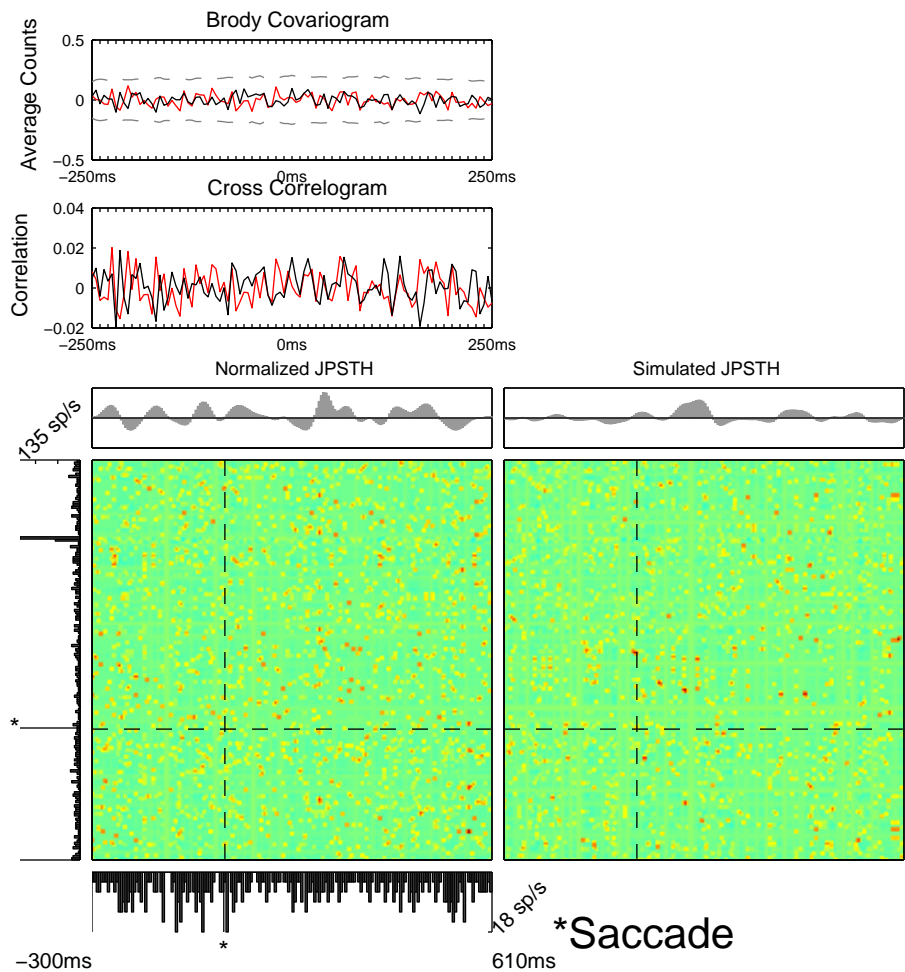 Brody Covariogram
0.5
0
−0.5
Average Counts
−250ms
0ms
250ms
Cross Correlogram
0.04
0.02
0
−0.02
Correlation
−250ms
0ms
250ms
Normalized JPSTH
Simulated JPSTH
135 sp/s
*
*
18 sp/s
*Saccade
−300ms
610ms